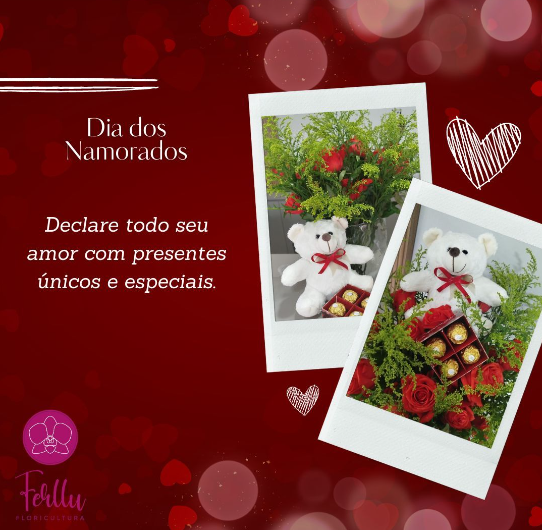 Dia dos
Namorados
Declare todo seu
amor com presentes
únicos e especiais.
Ferllu
FLORICULTURA